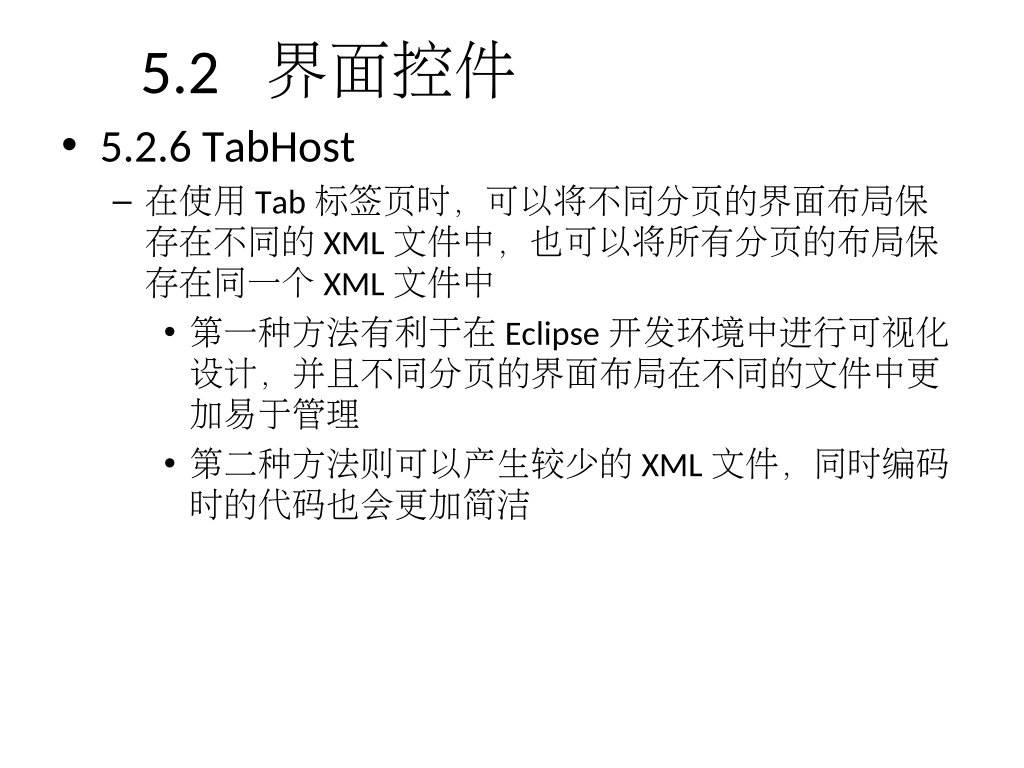 5.2 界面控件
• 5.2.6 TabHost
– 在使用 Tab 标签页时，可以将不同分页的界面布局保
存在不同的 XML 文件中，也可以将所有分页的布局保
存在同一个 XML 文件中
• 第一种方法有利于在 Eclipse 开发环境中进行可视化
设计，并且不同分页的界面布局在不同的文件中更
加易于管理
• 第二种方法则可以产生较少的 XML 文件，同时编码
时的代码也会更加简洁